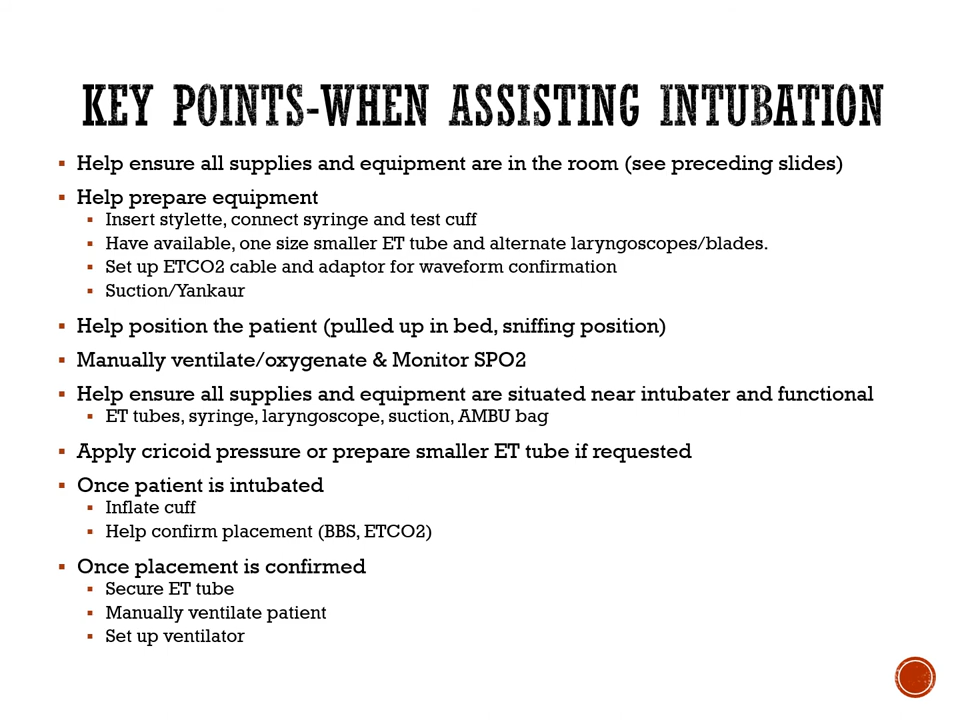 KEY POINTS-WHEN ASSISTING INTUBATION
Help ensure all supplies and equipment are in the room (see preceding slides)
Help prepare equipment
Insert stylette, connect syringe and test cuff
Have available, one size smaller ET tube and alternate laryngoscopes/blades.
Set up ETCO2 cable and adaptor for waveform confirmation
Suction/Yankaur
Help position the patient (pulled up in bed, sniffing position)
Manually ventilate/oxygenate & Monitor SPO2
Help ensure all supplies and equipment are situated near intubater and functional
ET tubes, syringe, laryngoscope, suction, AMBU bag
Apply cricoid pressure or prepare smaller ET tube if requested
Once patient is intubated
Inflate cuff
Help confirm placement (BBS, ETCO2)
Once placement is confirmed
Secure ET tube
Manually ventilate patient
Set up ventilator